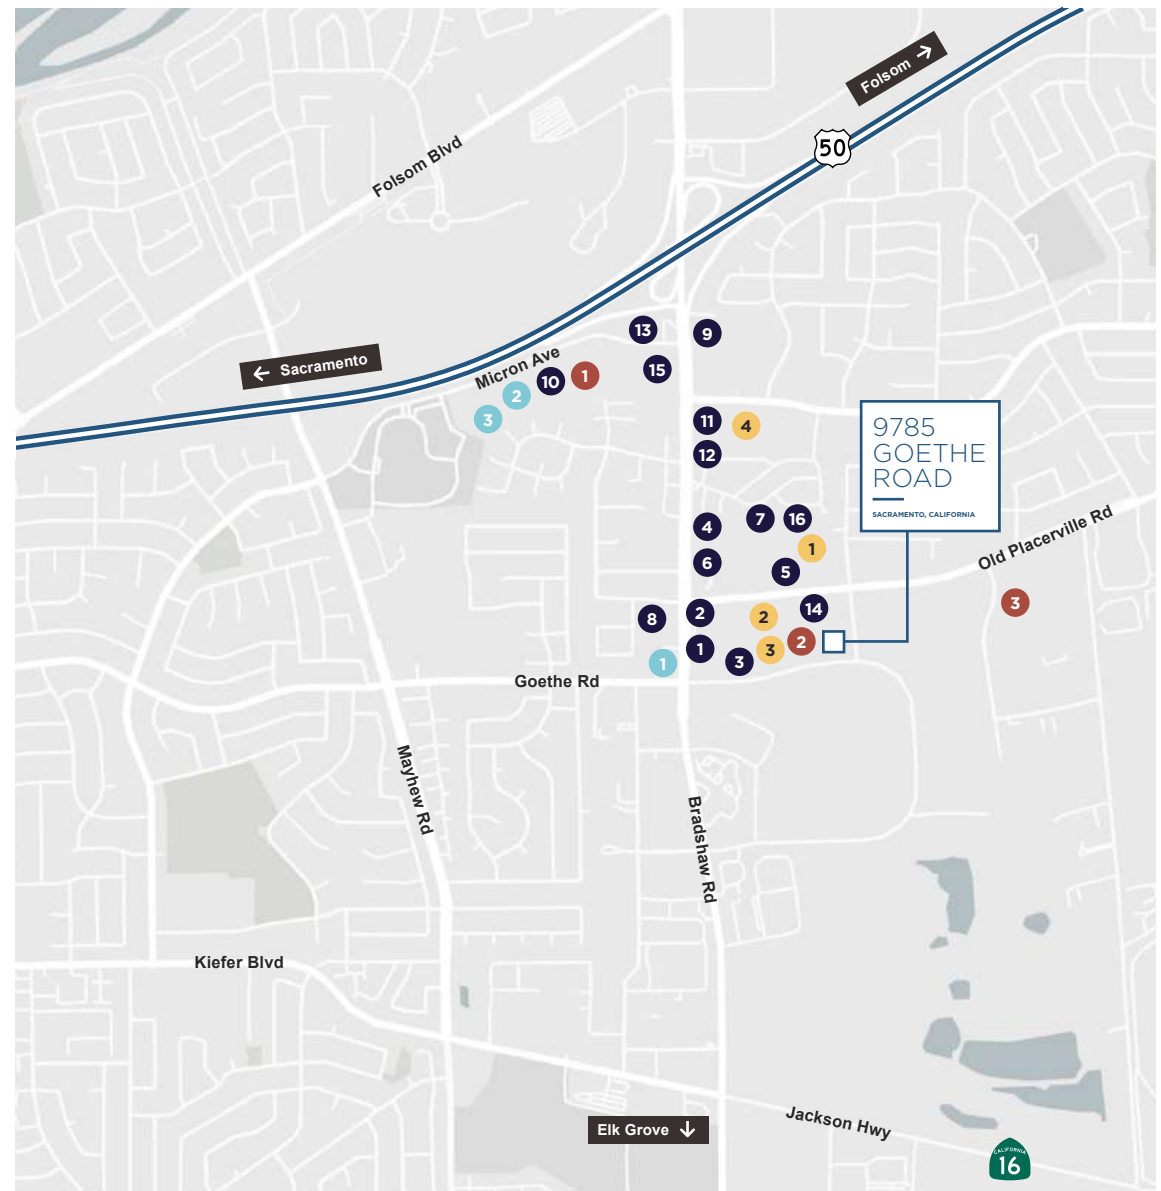 Folsom →
50
Folsom Blvd
13
9
← Sacramento
Micron Ave
15
1
10
2
3
11
4
12
9785
GOETHE
ROAD
SACRAMENTO, CALIFORNIA
7
16
4
Old Placerville Rd
1
6
5
3
14
2
2
8
2
1
3
3
1
Goethe Rd
Mayhew Rd
Bradshaw Rd
Kiefer Blvd
Jackson Hwy
Elk Grove ↓
CALIFORNIA
16